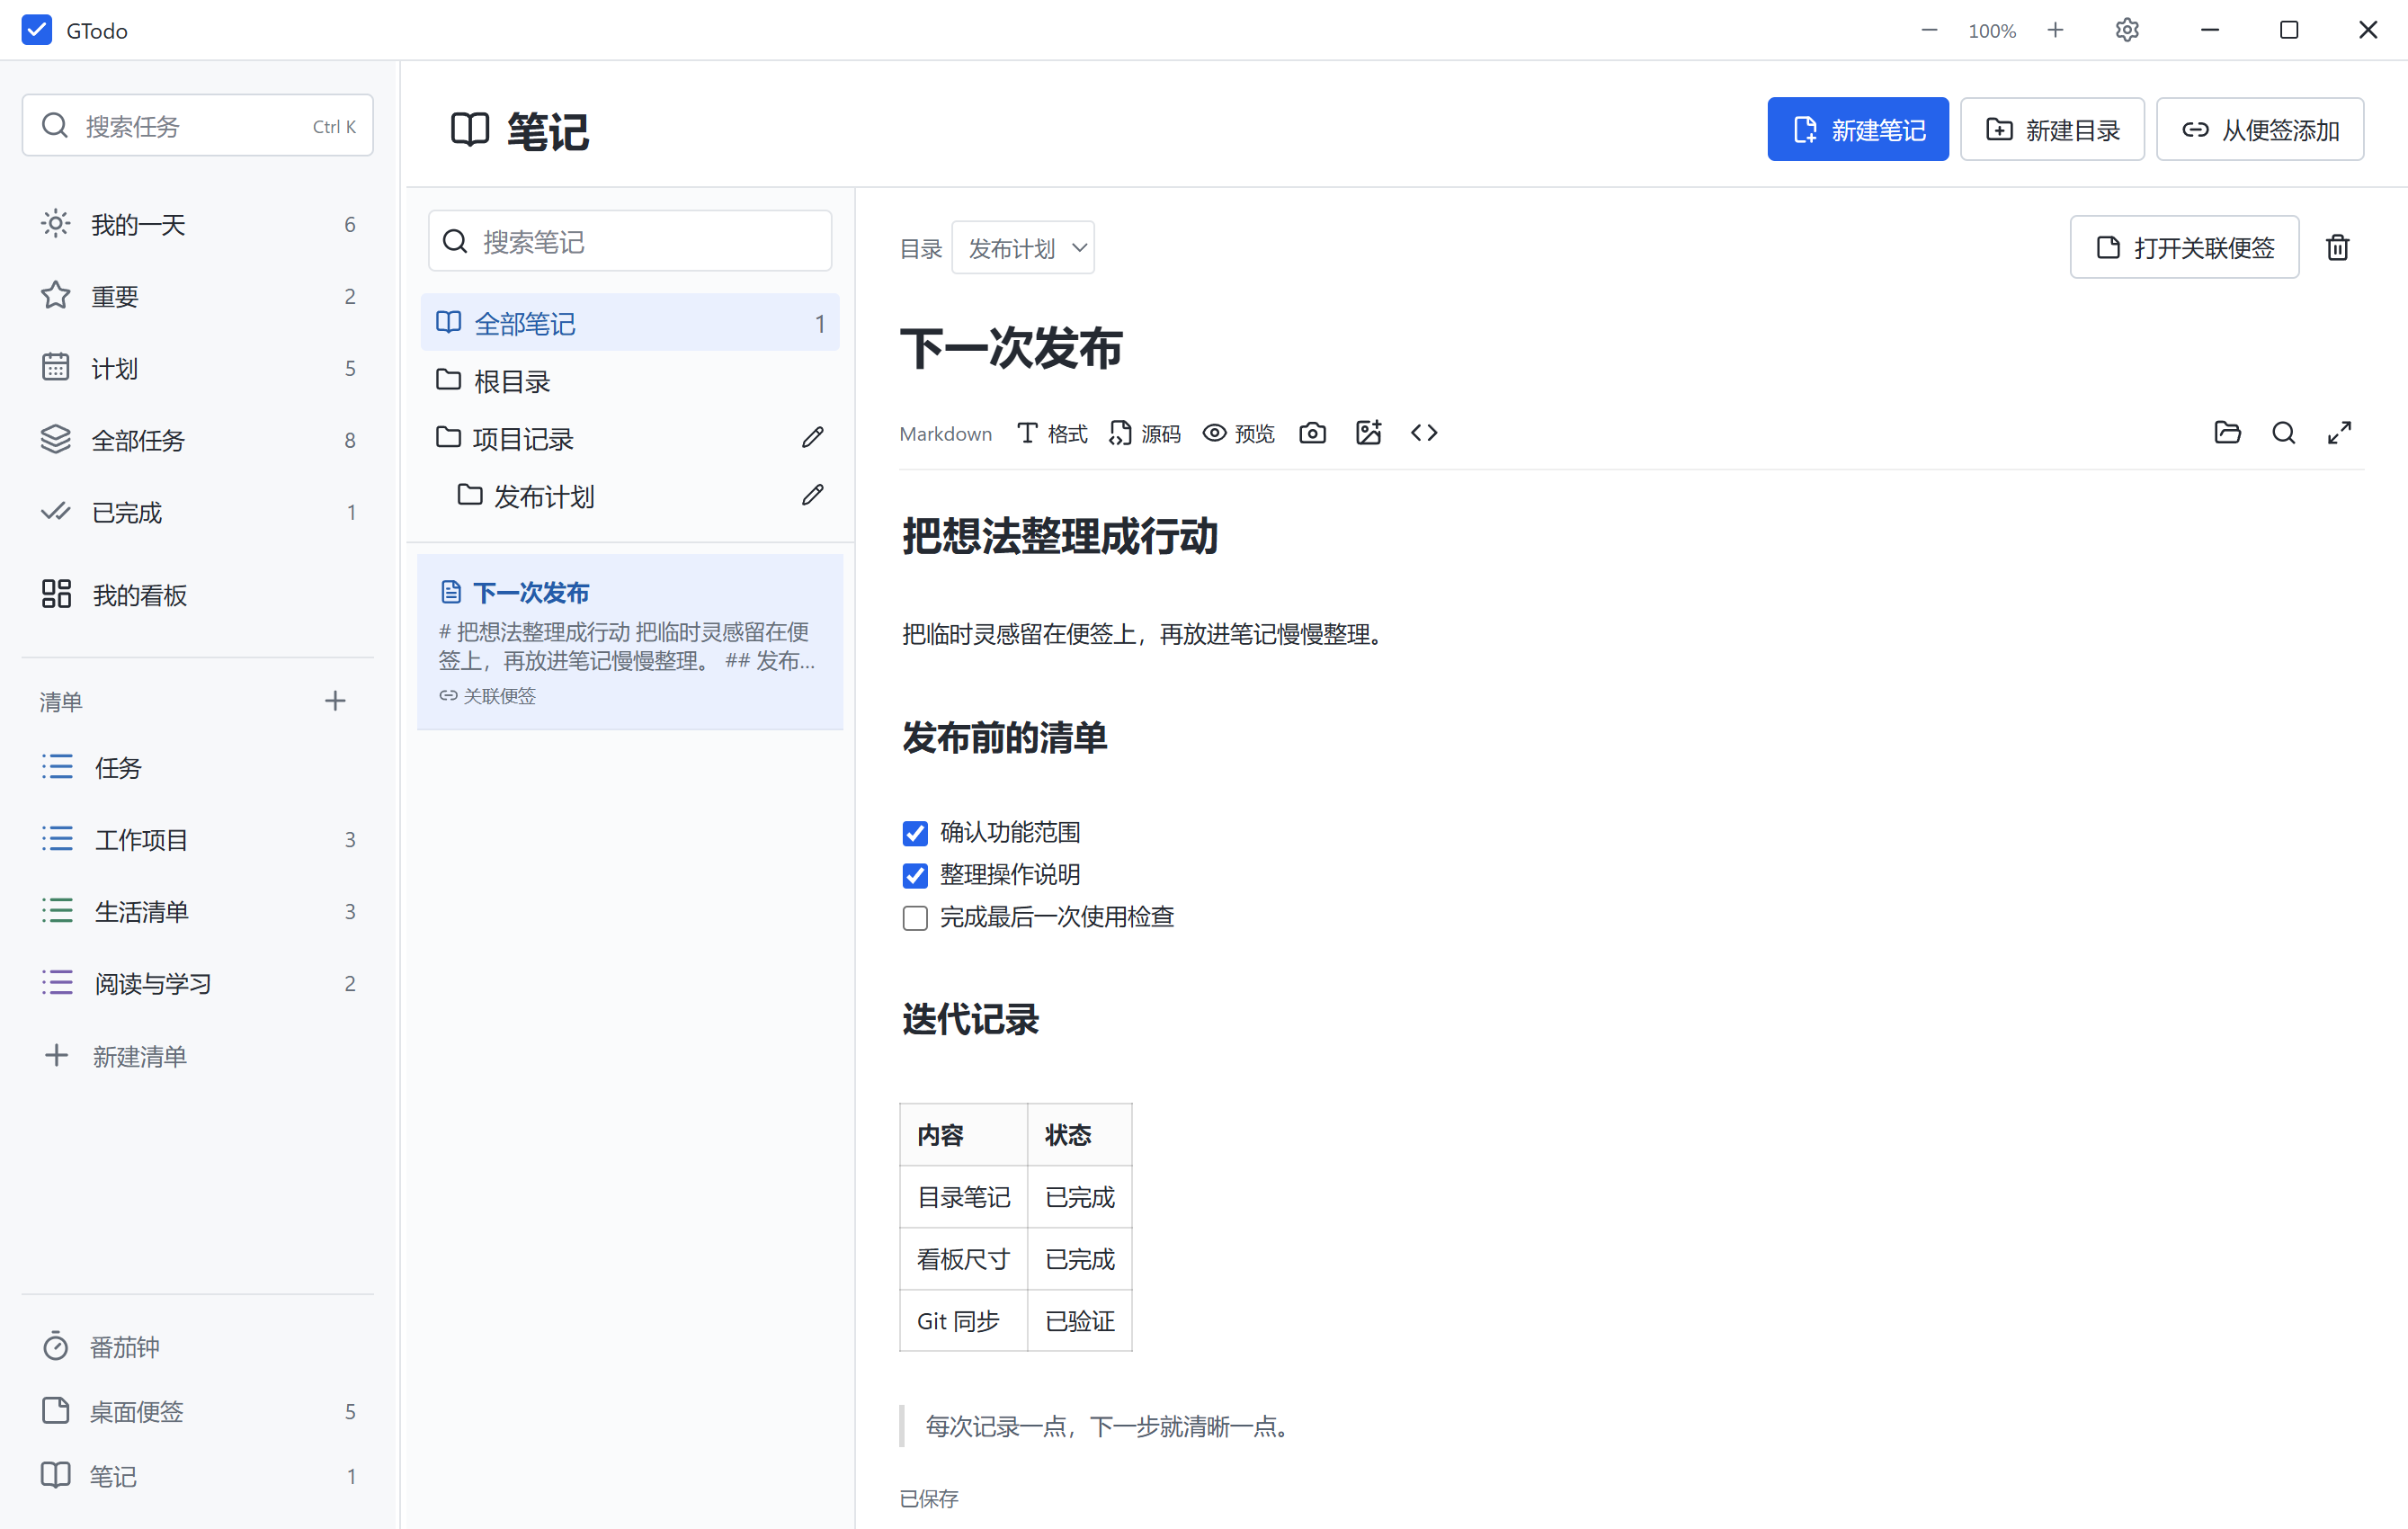 GTodo
100%
搜索任务 Ctrl K
我的一天 6
重要 2
计划 5
全部任务 8
已完成 1
我的看板
清单
任务
工作项目 3
生活清单 3
阅读与学习 2
新建清单
番茄钟
桌面便签 5
笔记 1
笔记
新建笔记
新建目录
从便签添加
搜索笔记
全部笔记 1
根目录
项目记录
发布计划
下一次发布
# 把想法整理成行动 把临时灵感留在便
签上，再放进笔记慢慢整理。 ## 发布...
关联便签
目录 发布计划
打开关联便签
下一次发布
Markdown 格式 源码 预览
把想法整理成行动
把临时灵感留在便签上，再放进笔记慢慢整理。
发布前的清单
确认功能范围
整理操作说明
完成最后一次使用检查
迭代记录
内容 状态
目录笔记 已完成
看板尺寸 已完成
Git 同步 已验证
每次记录一点，下一步就清晰一点。
已保存